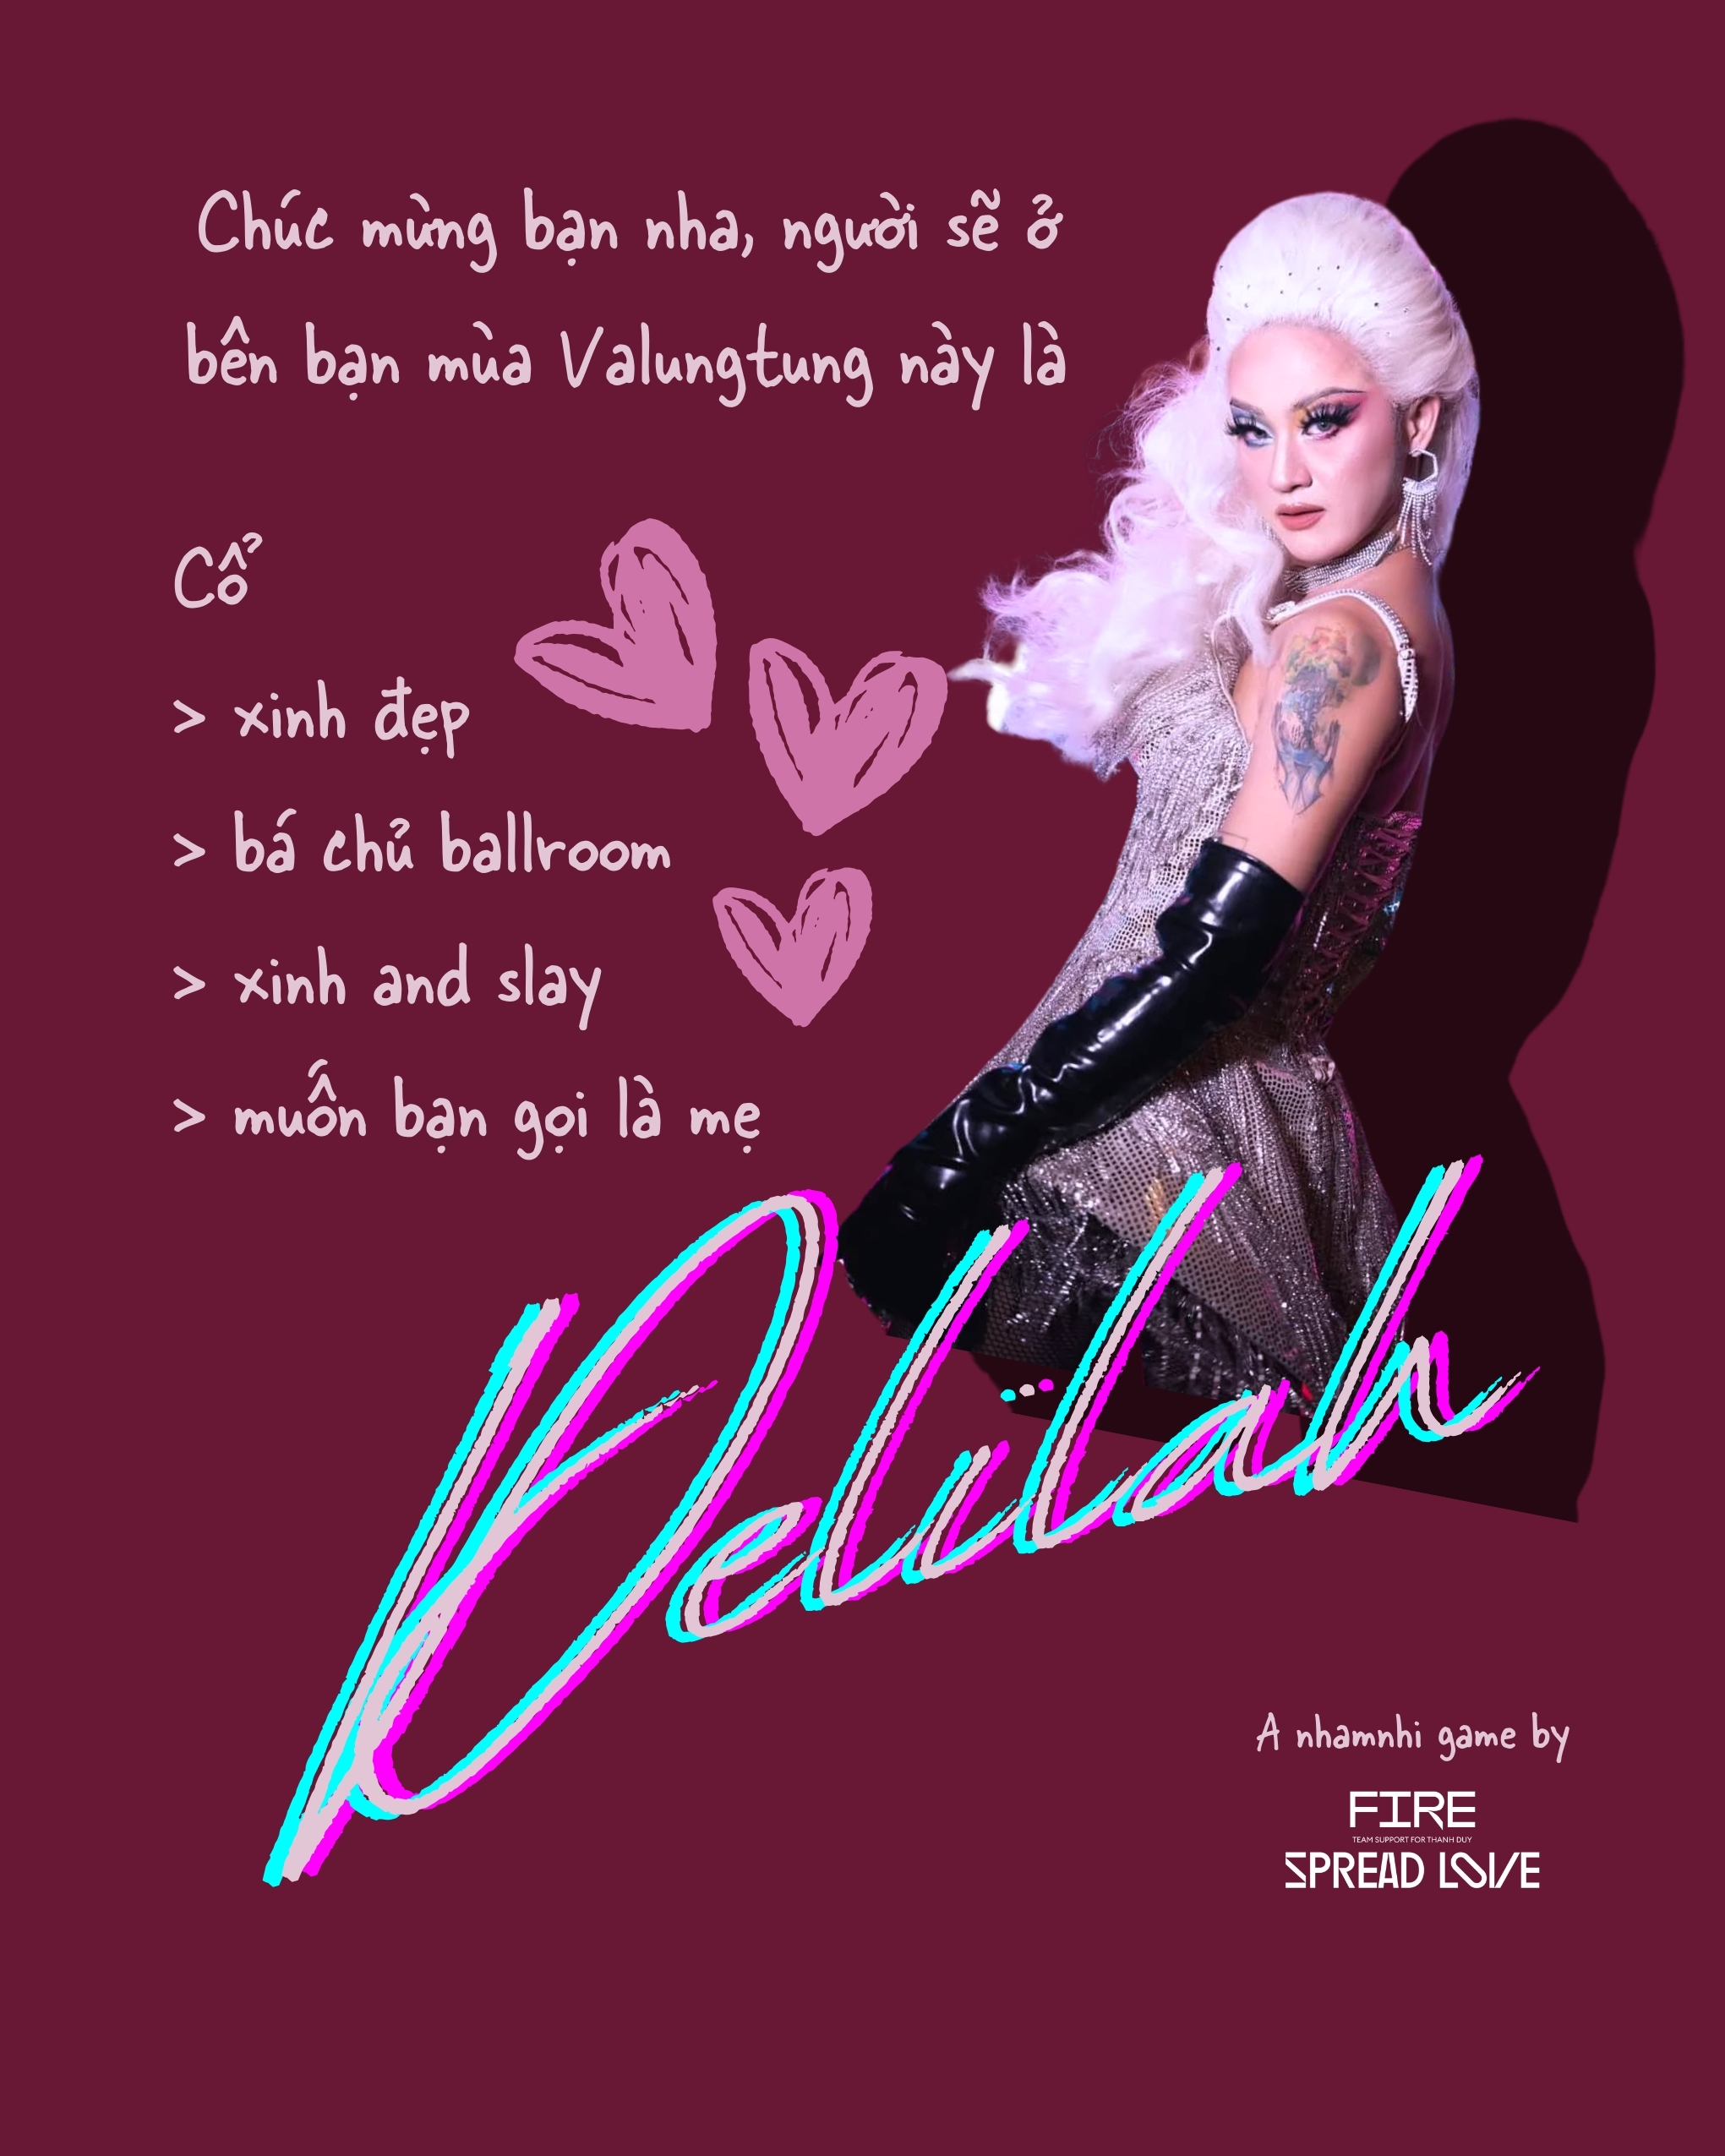 Chúc mừng bạn nha, người sẽ ở
bên bạn mùa Valungtung này là
Cổ
> xinh đẹp
> bá chủ ballroom
> xinh and slay
> muốn bạn gọi là mẹ
Delilah
A nhamnhi game by
FIRE
TEAM SUPPORT FOR THANH DUY
SPREAD LOVE